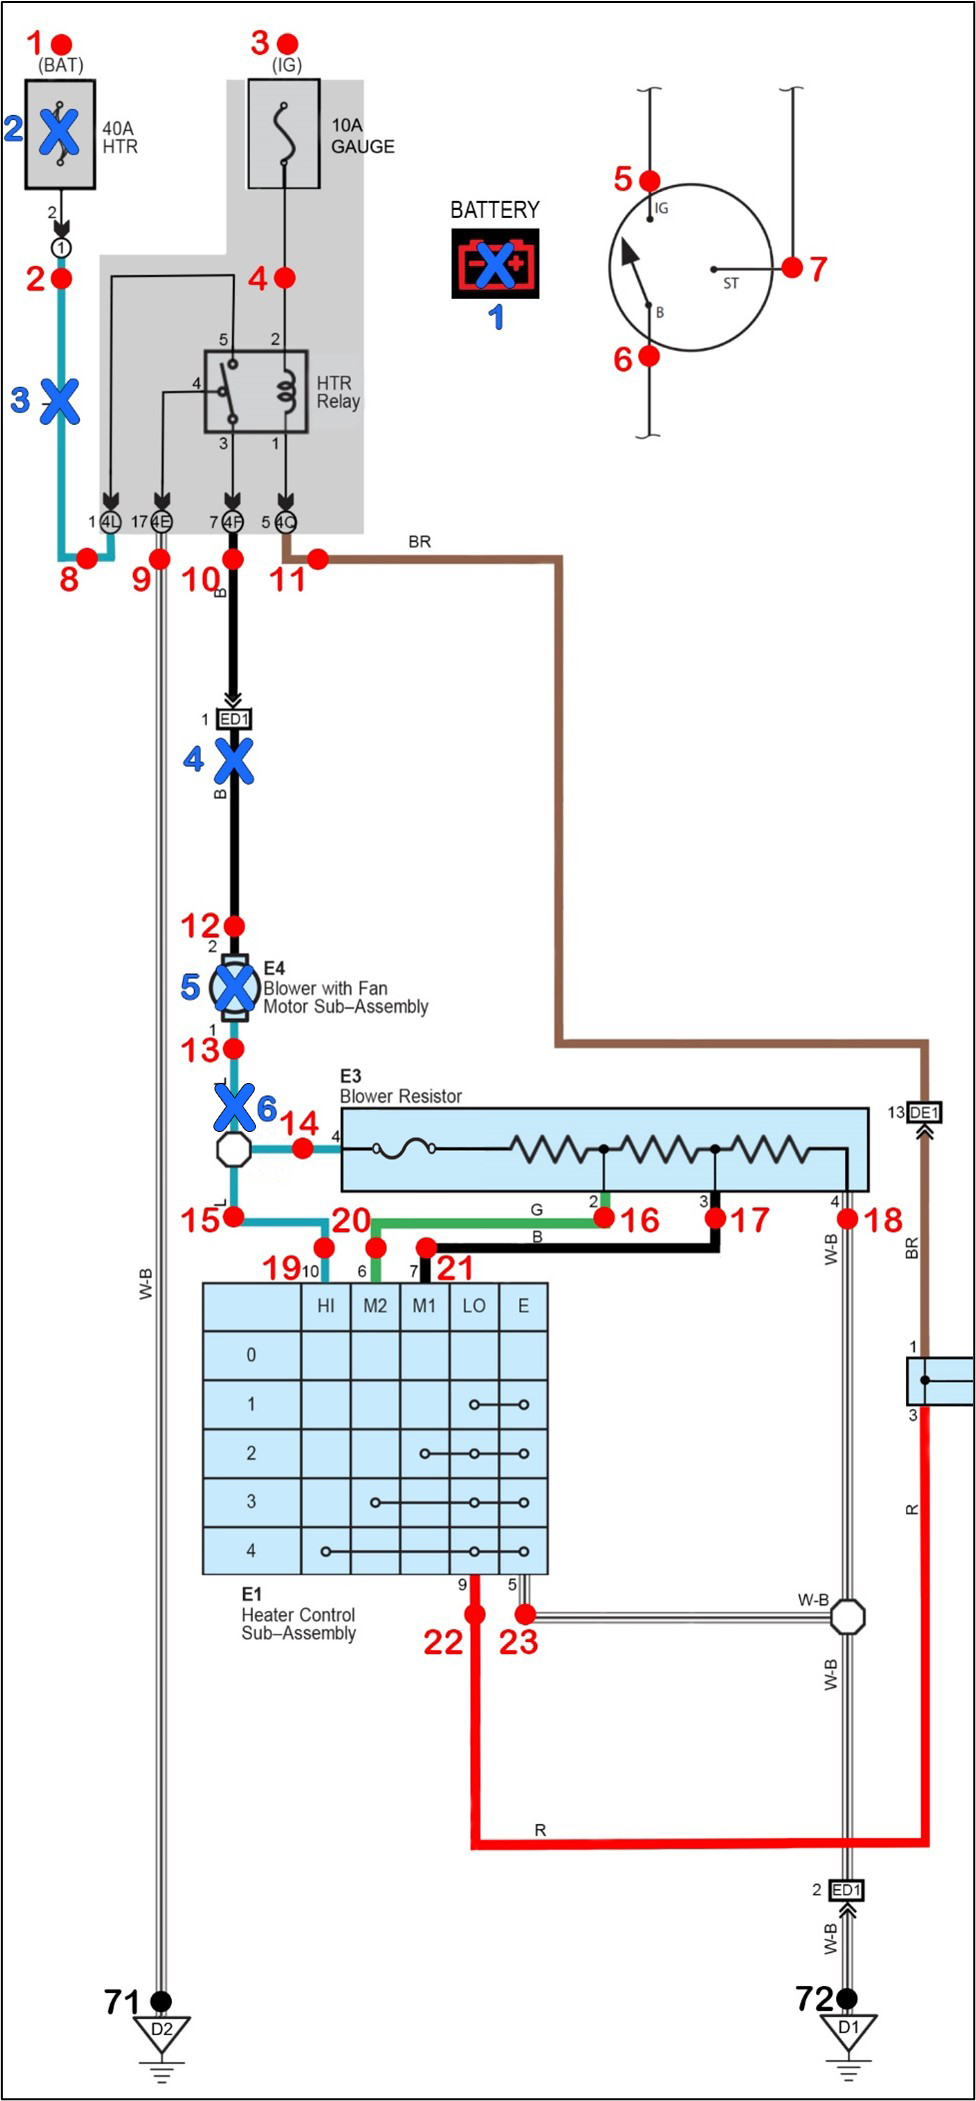 1
(BAT)
3
(IG)
2
40A
HTR
10A
GAUGE
2
1
2
4
BATTERY
1
5
IG
ST
7
B
6
5
2
4
HTR
Relay
3
1
3
1 4L
17 4E
7 4F
5 4Q
BR
8
9
10
11
B
1 ED1
4
B
12
2
E4
Blower with Fan
Motor Sub–Assembly
5
1
13
L
6
14
E3
Blower Resistor
4
13 DE1
2
3
4
L
15
20
G
16
17
18
B
W-B
BR
19
10
6
7
21
W-B
HI M2 M1 LO E
0
1
2
3
4
1
3
R
9
5
E1
Heater Control
Sub–Assembly
W-B
22
23
W-B
R
2 ED1
W-B
71
D2
72
D1